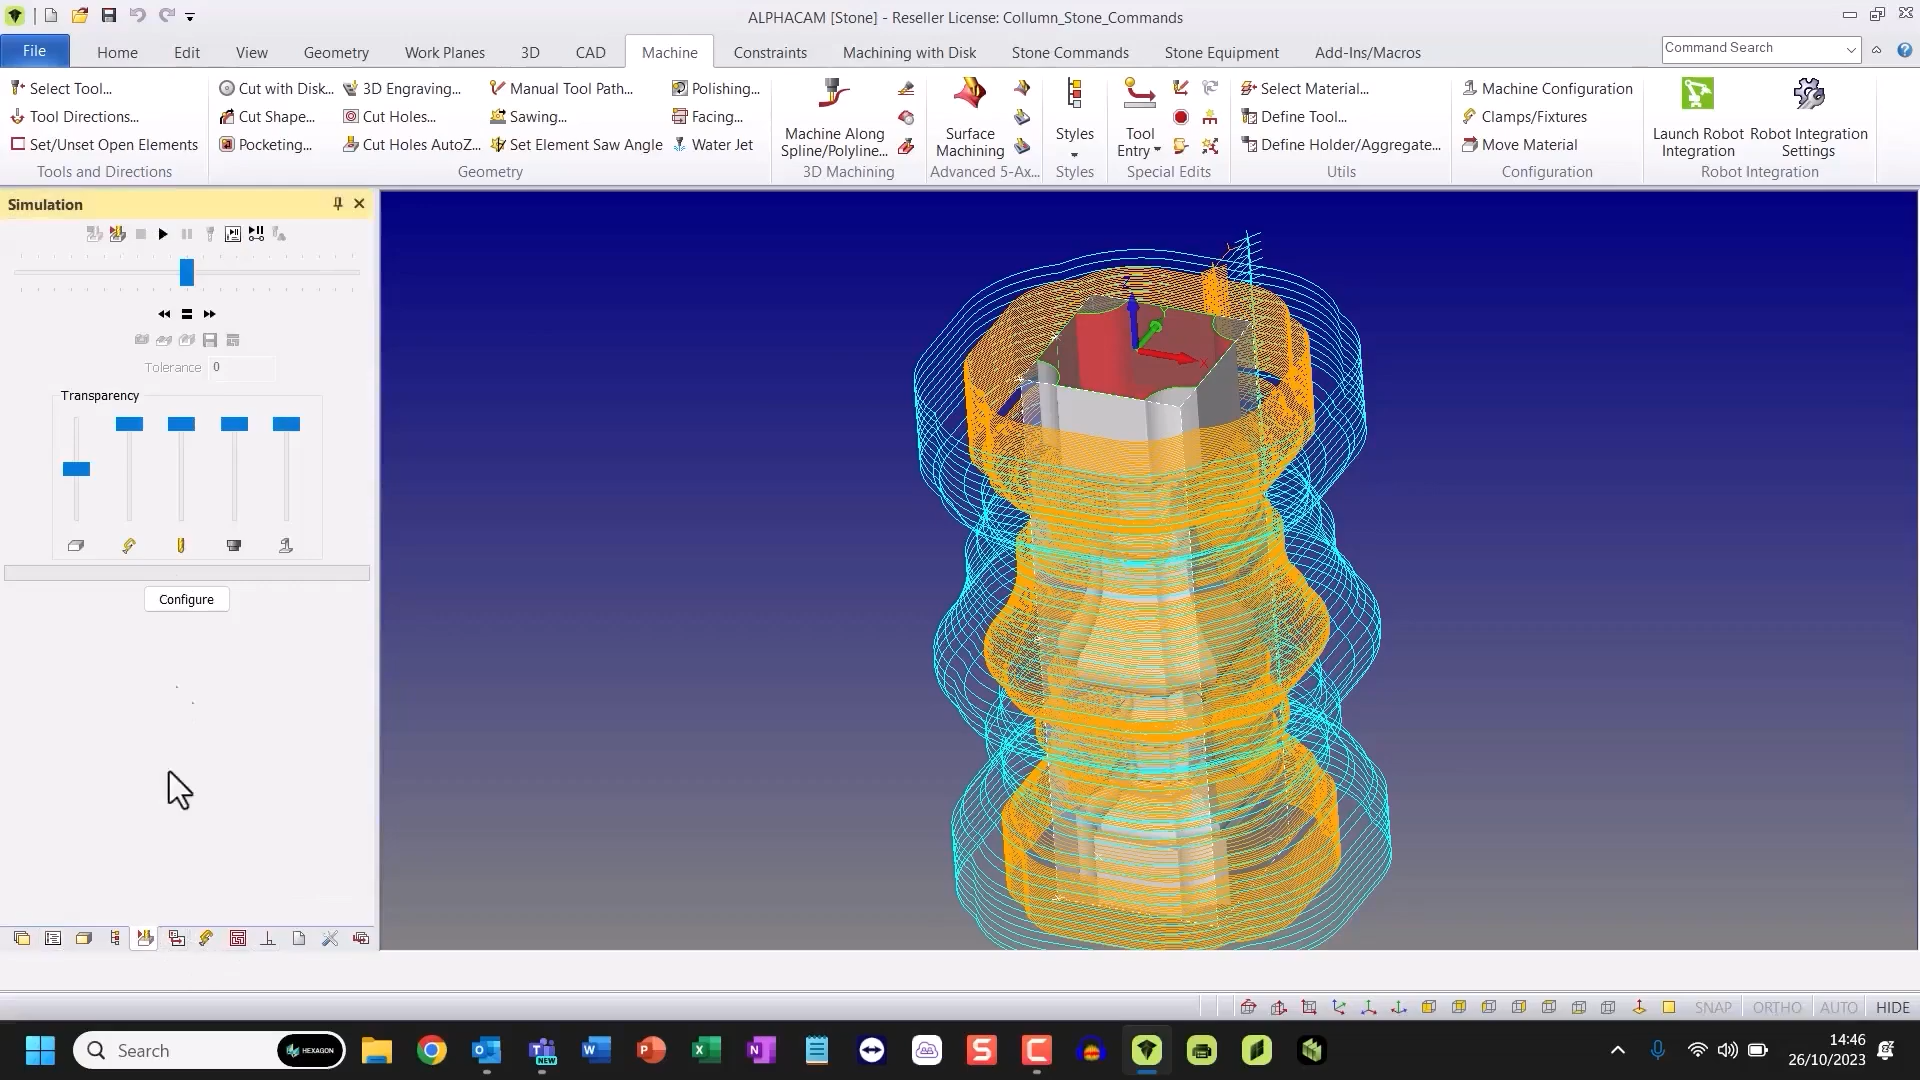 ALPHACAM [Stone] - Reseller License: Collumn_Stone_Commands
File Home Edit View Geometry Work Planes 3D CAD Machine Constraints Machining with Disk Stone Commands Stone Equipment Add-Ins/Macros Command Search
Select Tool...
Tool Directions...
Set/Unset Open Elements
Tools and Directions
Cut with Disk...
Cut Shape...
Pocketing...
3D Engraving...
Cut Holes...
Cut Holes AutoZ...
Manual Tool Path...
Sawing...
Set Element Saw Angle
Polishing...
Facing...
Water Jet
Geometry
Machine Along
Spline/Polyline...
3D Machining
Surface
Machining
Advanced 5-Ax...
Styles
Styles
Tool
Entry
Special Edits
Select Material...
Define Tool...
Define Holder/Aggregate...
Utils
Machine Configuration
Clamps/Fixtures
Move Material
Configuration
Launch Robot
Integration
Robot Integration
Settings
Robot Integration
Simulation
Tolerance 0
Transparency
Configure
Z
Y
X
SNAP ORTHO AUTO HIDE
Search
HEXAGON
NEW
14:46
26/10/2023